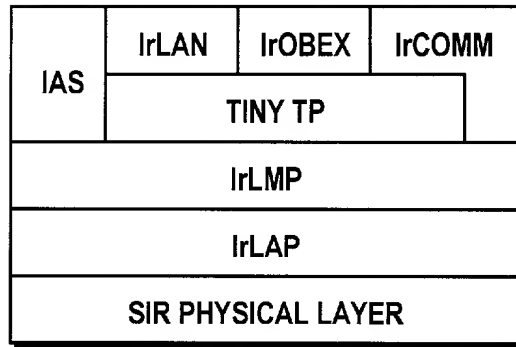 IrLAN
IrOBEX
IrCOMM
IAS
TINY TP
IrLMP
IrLAP
SIR PHYSICAL LAYER